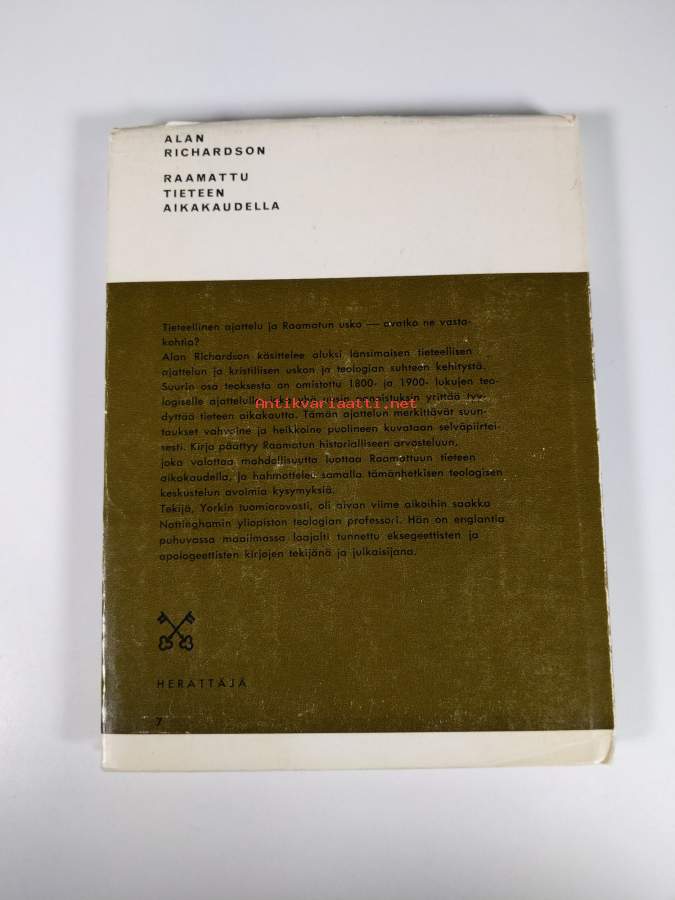 ALAN
RICHARDSON
RAAMATTU
TIETEEN
AIKAKAUDELLA
Tieteellinen ajattelu ja Raamatun usko — ovatko ne vasta-
kohtia?
Alan Richardson käsittelee aluksi länsimaisen tieteellisen
ajattelun ja kristillisen uskon ja teologian suhteen kehitystä.
Suurin osa teoksesta on omistettu 1800- ja 1900- lukujen teo-
logiselle ajattelulle, yrittää tyy-
Antikvariaatti.net
dyttää tieteen aikakautta. Tämän ajattelun merkittävät suun-
taukset vahvoine ja heikkoine puolineen kuvataan selväpiirtei-
sesti. Kirja päättyy Raamatun historialliseen arvosteluun,
joka valottaa mahdollisuutta luottaa Raamattuun tieteen
aikakaudella, ja hahmottelee samalla tämänhetkisen teologisen
keskustelun avoimia kysymyksiä.
Tekijä, Yorkin tuomiorovasti, oli aivan viime aikoihin saakka
Nottinghamin yliopiston teologian professori. Hän on englantia
puhuvassa maailmassa laajalti tunnettu eksegeettisten ja
apologeettisten kirjojen tekijänä ja julkaisijana.
HERÄTTÄJÄ
7